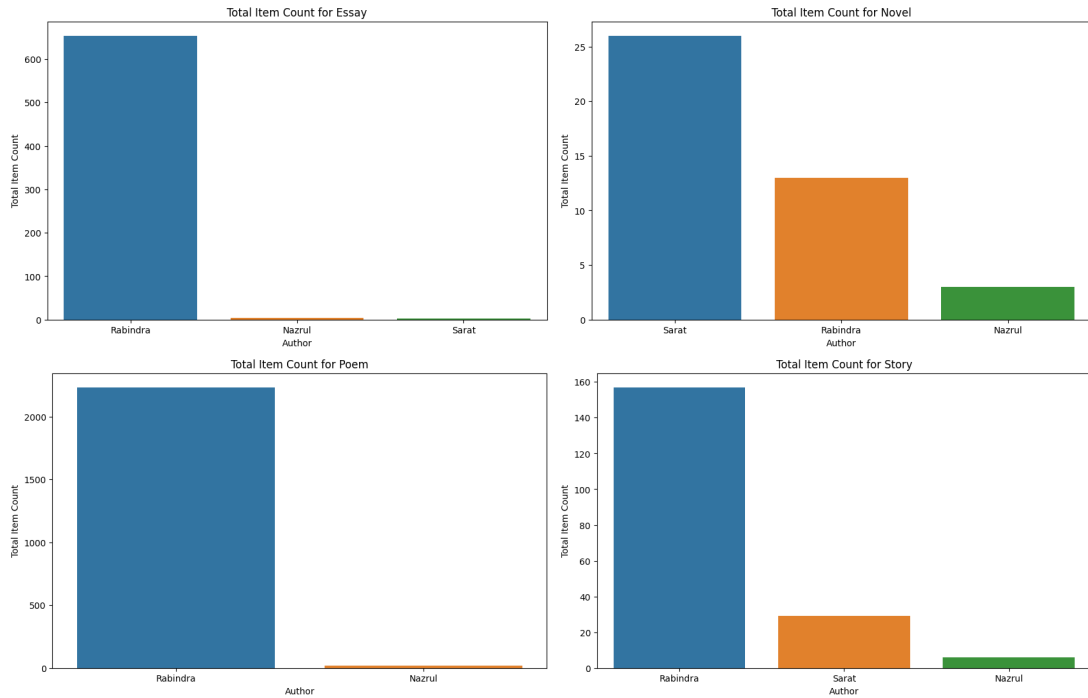 Total Item Count for Essay
Total Item Count
600
500
400
300
200
100
0
Rabindra Nazrul Sarat
Author
Total Item Count for Novel
Total Item Count
25
20
15
10
5
0
Sarat Rabindra Nazrul
Author
Total Item Count for Poem
Total Item Count
2000
1500
1000
500
0
Rabindra Nazrul
Author
Total Item Count for Story
Total Item Count
160
140
120
100
80
60
40
20
0
Rabindra Sarat Nazrul
Author